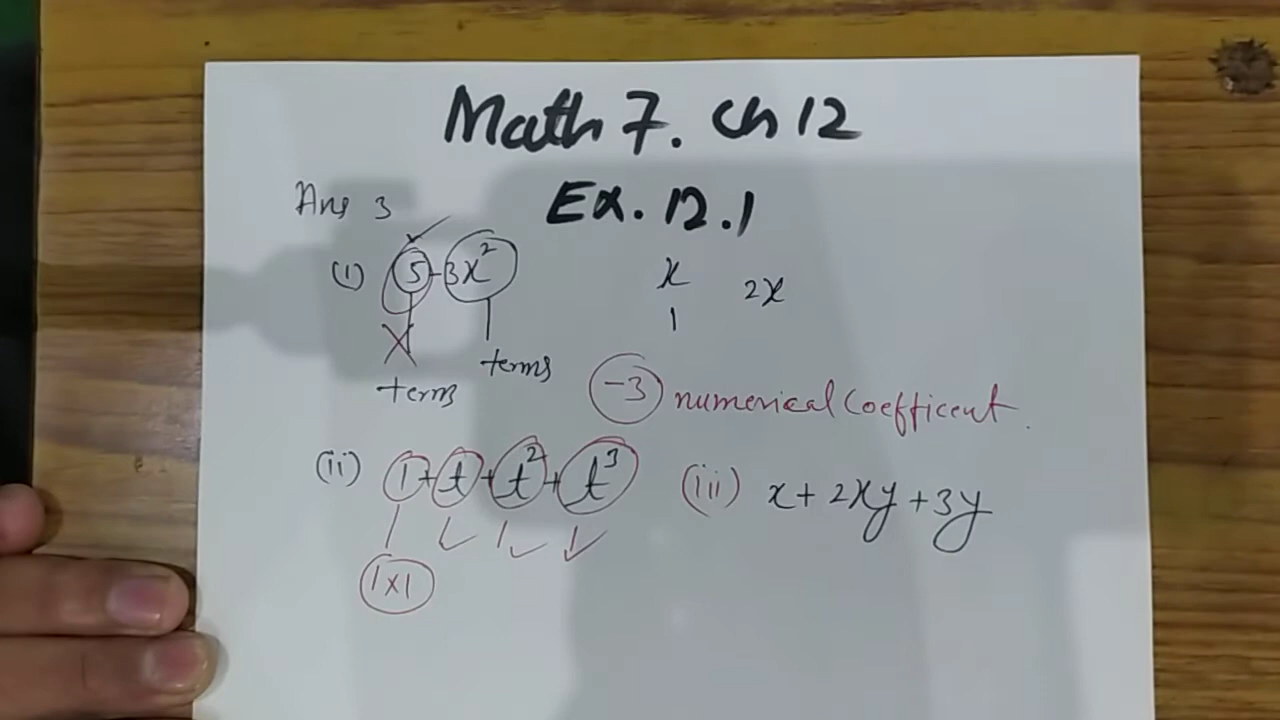 Math 7. Ch 12
Ex. 12.1
Ans 3
(i) 5-3x² x 2x
1
term terms
-3 numerical Coefficent.
(ii) 1+t+t²+t³ (iii) x+2xy+3y
1x1